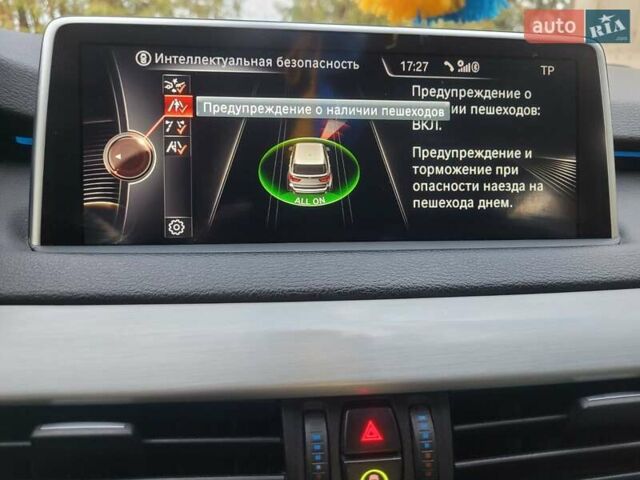 auto RIA
.com
Интеллектуальная безопасность
17:27
TP
Предупреждение о наличии пешеходов
Предупреждение о
ии пешеходов:
ВКЛ.
Предупреждение и
торможение при
опасности наезда на
пешехода днем.
ALL ON